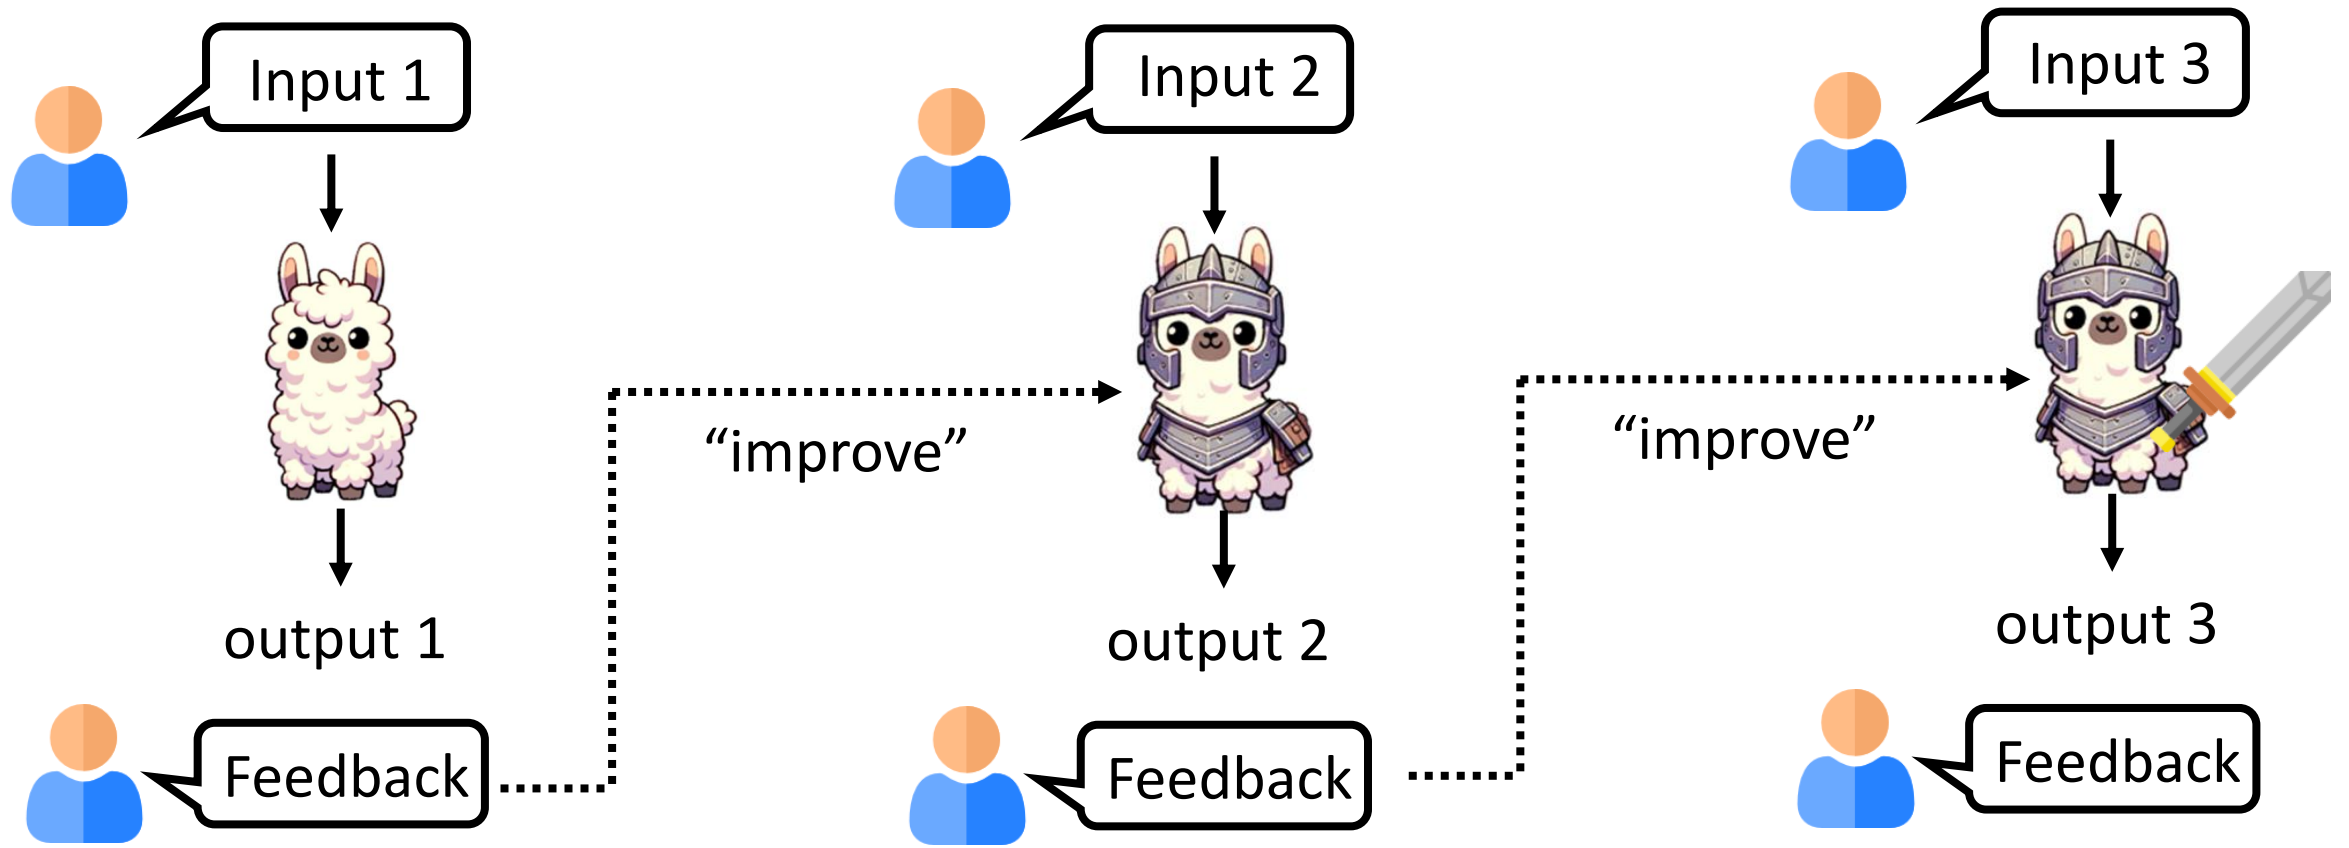 Input 1
output 1
Feedback
“improve”
Input 2
output 2
Feedback
“improve”
Input 3
output 3
Feedback